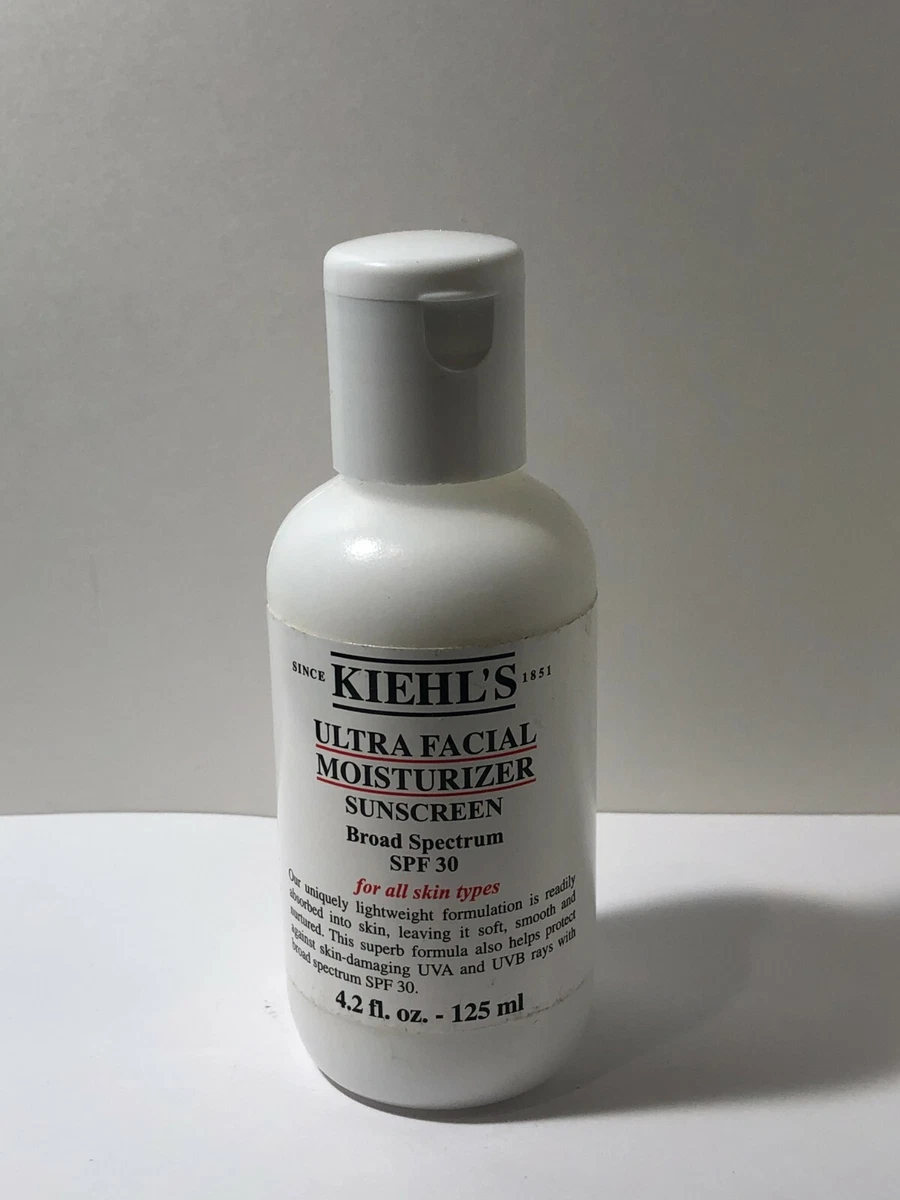 SINCE KIEHL'S 1851
ULTRA FACIAL
MOISTURIZER
SUNSCREEN
Broad Spectrum
SPF 30
for all skin types
Our uniquely lightweight formulation is readily
absorbed into skin, leaving it soft, smooth and
nurtured. This superb formula also helps protect
against skin-damaging UVA and UVB rays with
broad spectrum SPF 30.
4.2 fl. oz. - 125 ml